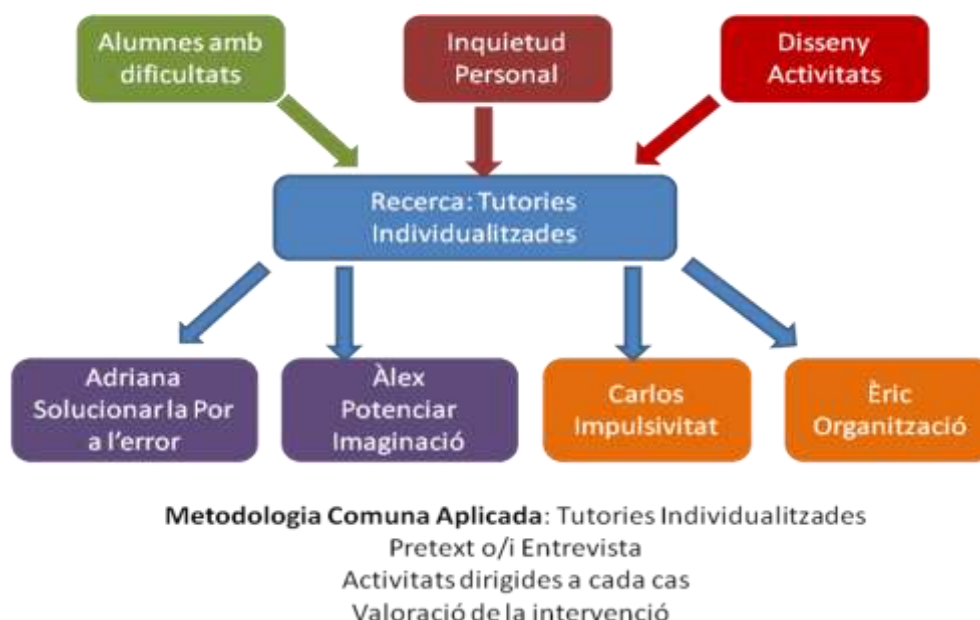 Alumnes amb
dificultats
Inquietud
Personal
Disseny
Activitats
Recerca: Tutories
Individualitzades
Adriana
Solucionar la Por
a l'error
Àlex
Potenciar
Imaginació
Carlos
Impulsivitat
Èric
Organització
Metodologia Comuna Aplicada: Tutories Individualitzades
Pretext o/i Entrevista
Activitats dirigides a cada cas
Valoració de la intervenció